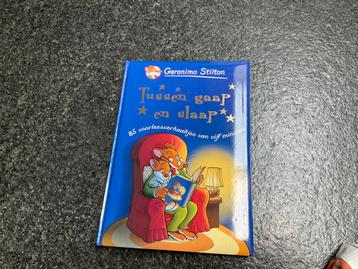 Geronimo Stilton
Tussen gaap
en slaap
85 voorleesverhaaltjes van vijf minuten